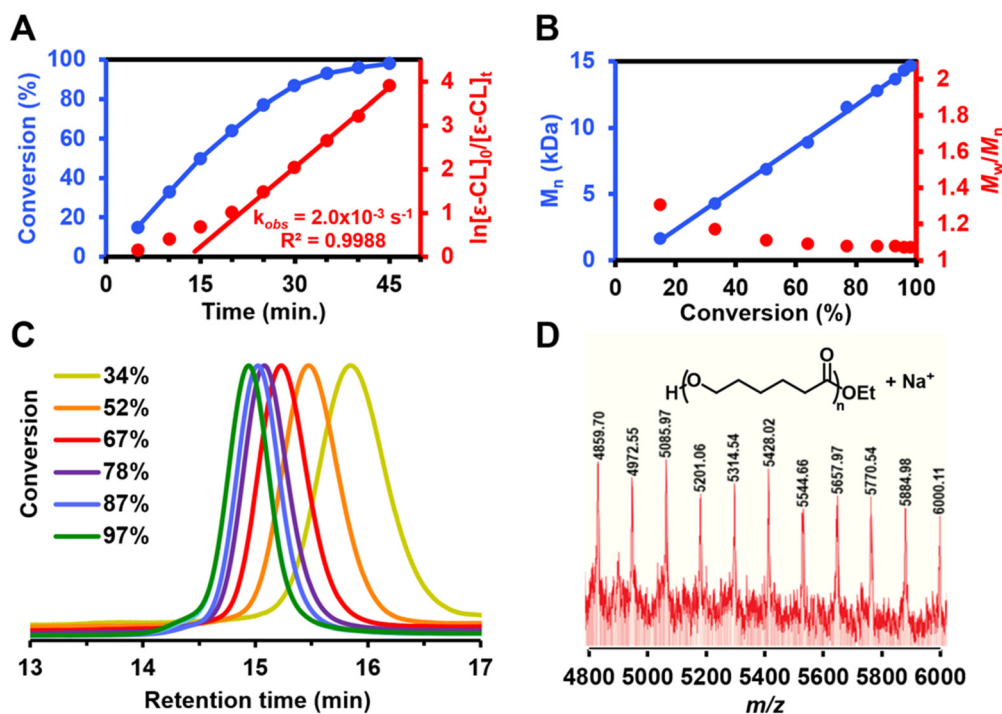 A
Conversion (%)
100
80
60
40
20
0
0
15
30
45
Time (min.)
4
3
2
1
0
ln[ε-CL]0/[ε-CL]t
kobs = 2.0x10-3 s-1
R² = 0.9988
B
Mn (kDa)
15
10
5
0
0
20
40
60
80
100
Conversion (%)
2
1.8
1.6
1.4
1.2
1
Mw/Mn
C
Conversion
34%
52%
67%
78%
87%
97%
13
14
15
16
17
Retention time (min)
D
O
H(O
OEt + Na+
n
4859.70
4972.55
5085.97
5201.06
5314.54
5428.02
5544.66
5657.97
5770.54
5884.98
6000.11
4800 5000 5200 5400 5600 5800 6000
m/z